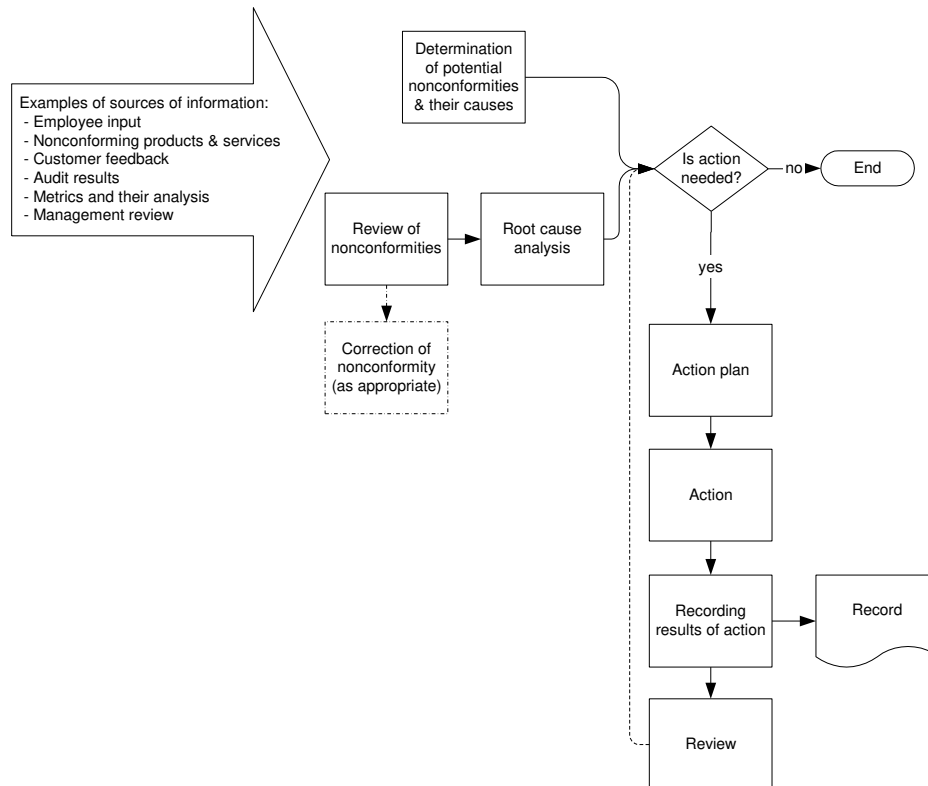 Examples of sources of information:
- Employee input
- Nonconforming products & services
- Customer feedback
- Audit results
- Metrics and their analysis
- Management review
Determination
of potential
nonconformities
& their causes
Is action
needed?
no
End
Review of
nonconformities
Root cause
analysis
yes
Correction of
nonconformity
(as appropriate)
Action plan
Action
Recording
results of action
Record
Review